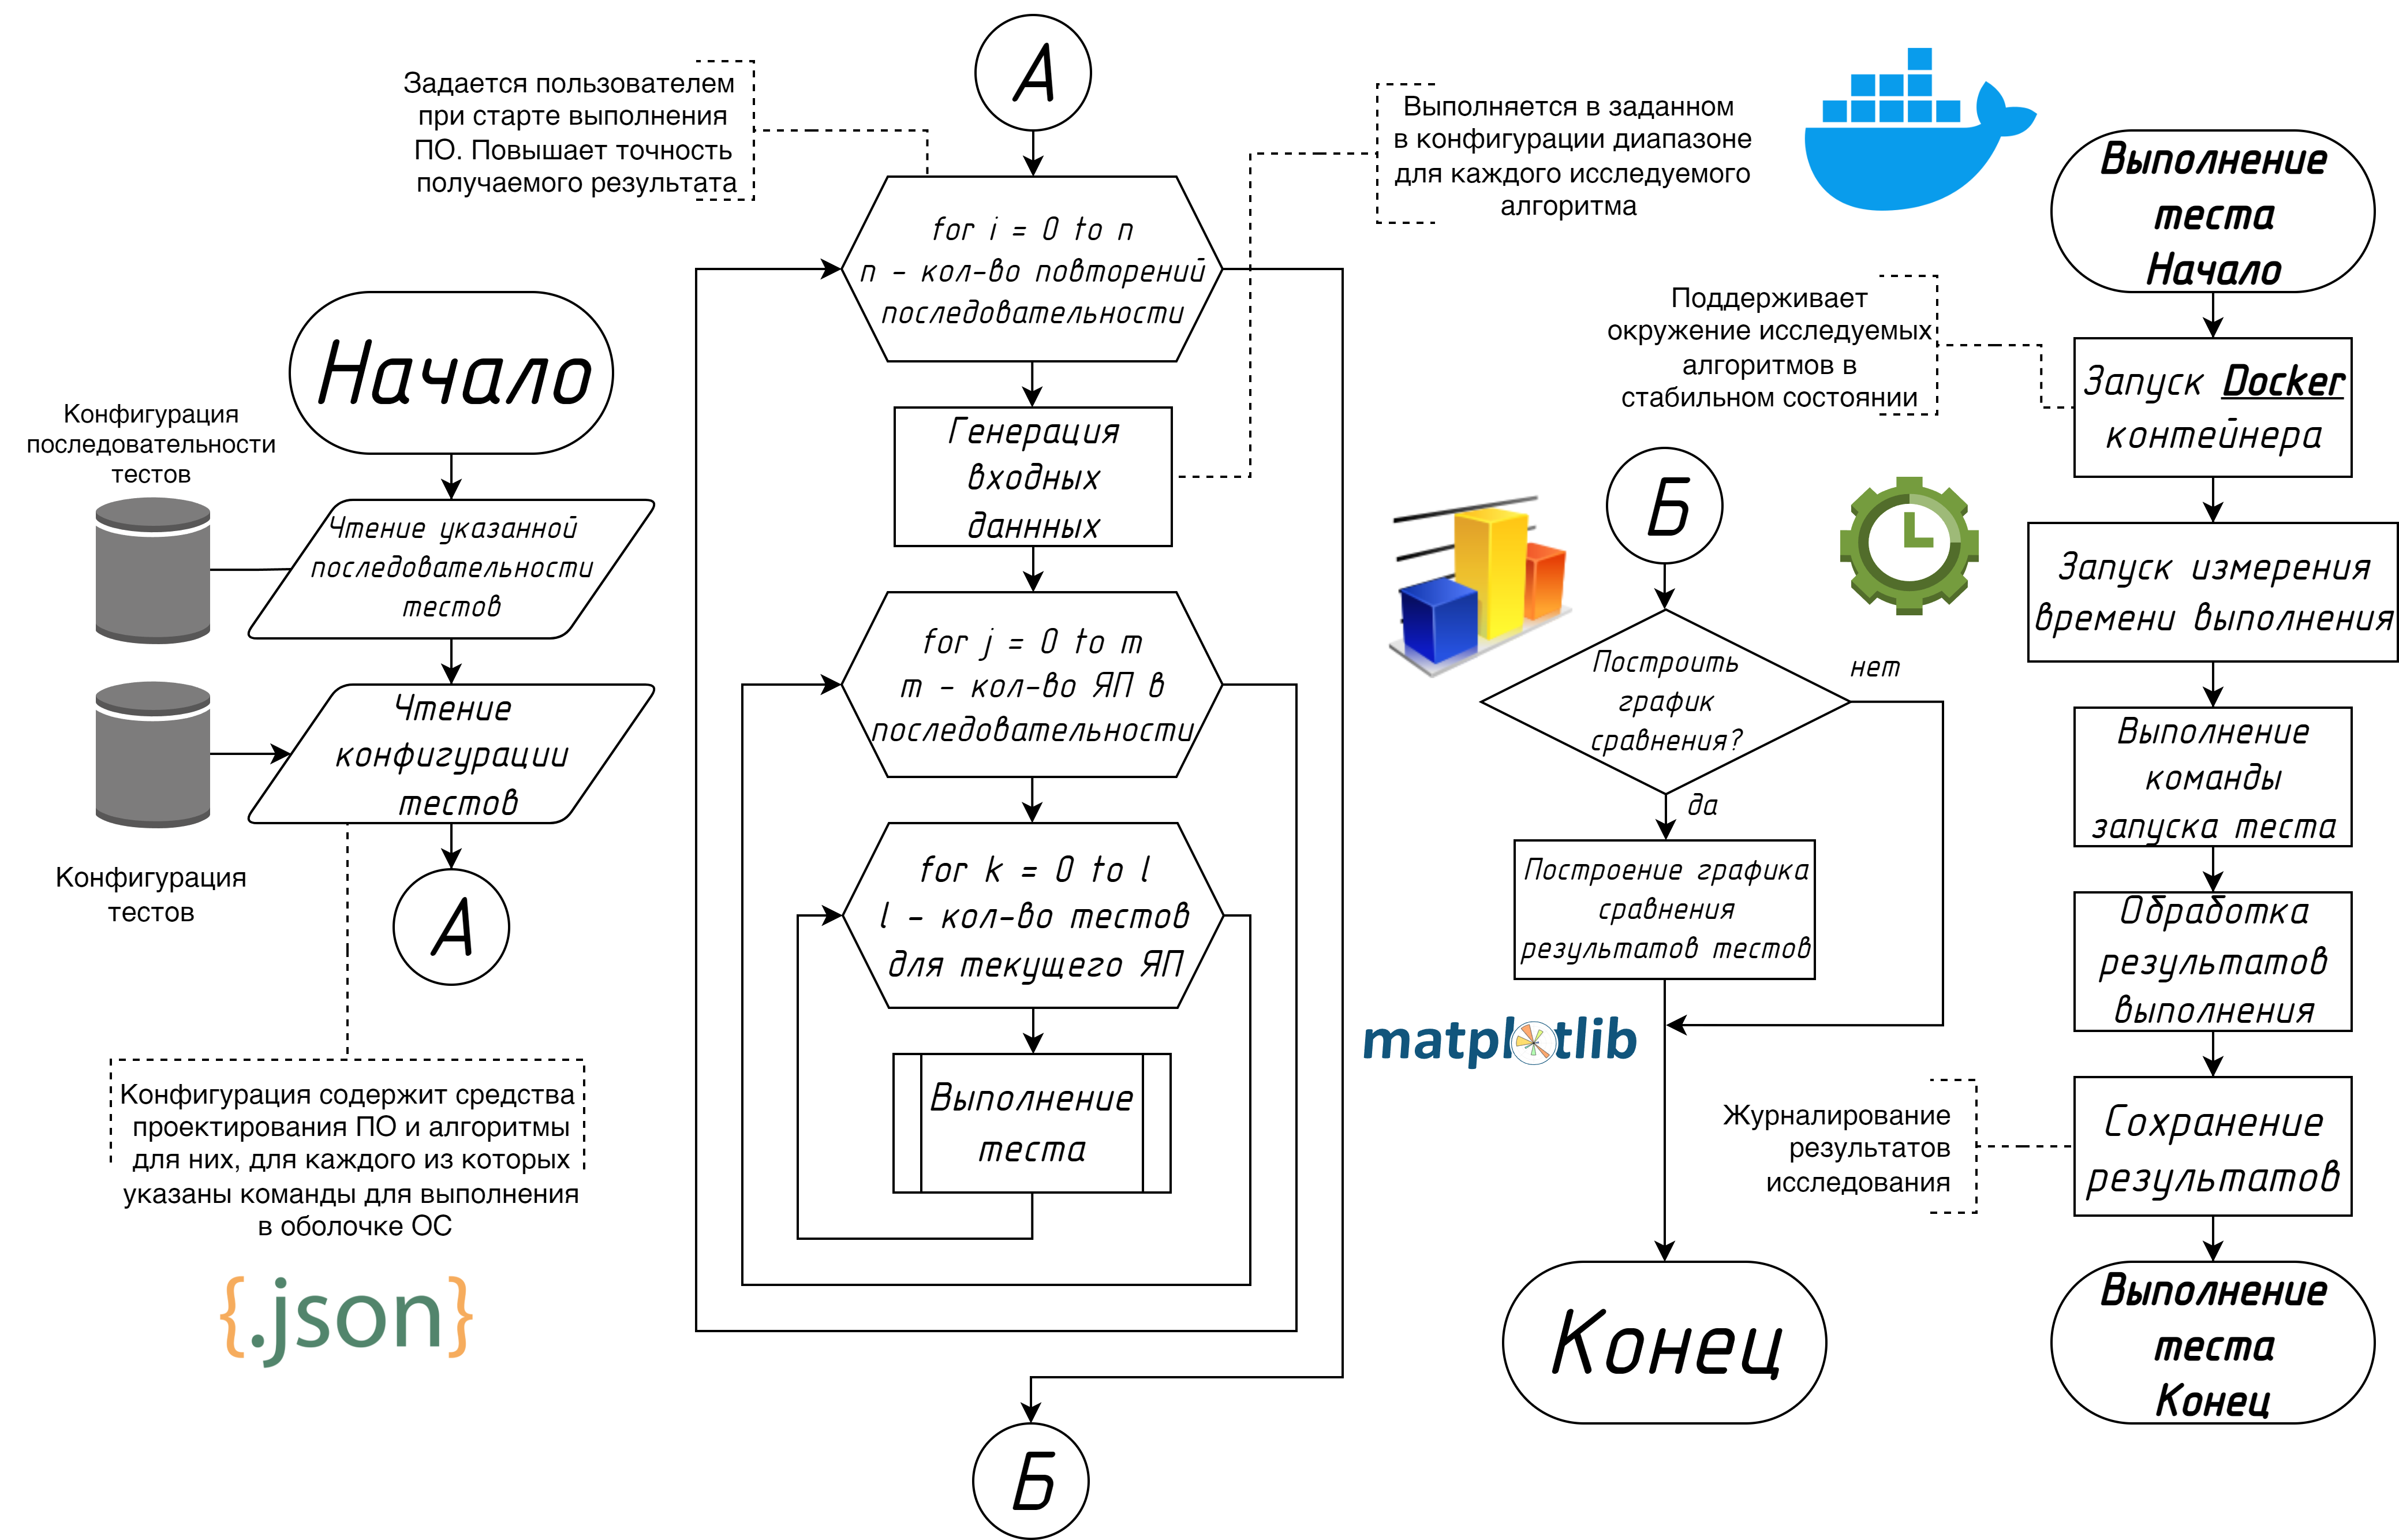 Начало
Конфигурация
последовательности
тестов
Чтение указанной
последовательности
тестов
Чтение
конфигурации
тестов
Конфигурация
тестов
А
Конфигурация содержит средства
проектирования ПО и алгоритмы
для них, для каждого из которых
указаны команды для выполнения
в оболочке ОС
{.json}
А
Задается пользователем
при старте выполнения
ПО. Повышает точность
получаемого результата
for i = 0 to n
n - кол-во повторений
последовательности
Выполняется в заданном
в конфигурации диапазоне
для каждого исследуемого
алгоритма
Генерация
входных
даннных
for j = 0 to m
m - кол-во ЯП в
последовательности
for k = 0 to l
l - кол-во тестов
для текущего ЯП
Выполнение
теста
Б
Б
Построить
график
сравнения?
нет
да
Построение графика
сравнения
результатов тестов
matplotlib
Конец
Выполнение
теста
Начало
Поддерживает
окружение исследуемых
алгоритмов в
стабильном состоянии
Запуск Docker
контейнера
Запуск измерения
времени выполнения
Выполнение
команды
запуска теста
Обработка
результатов
выполнения
Журналирование
результатов
исследования
Сохранение
результатов
Выполнение
теста
Конец